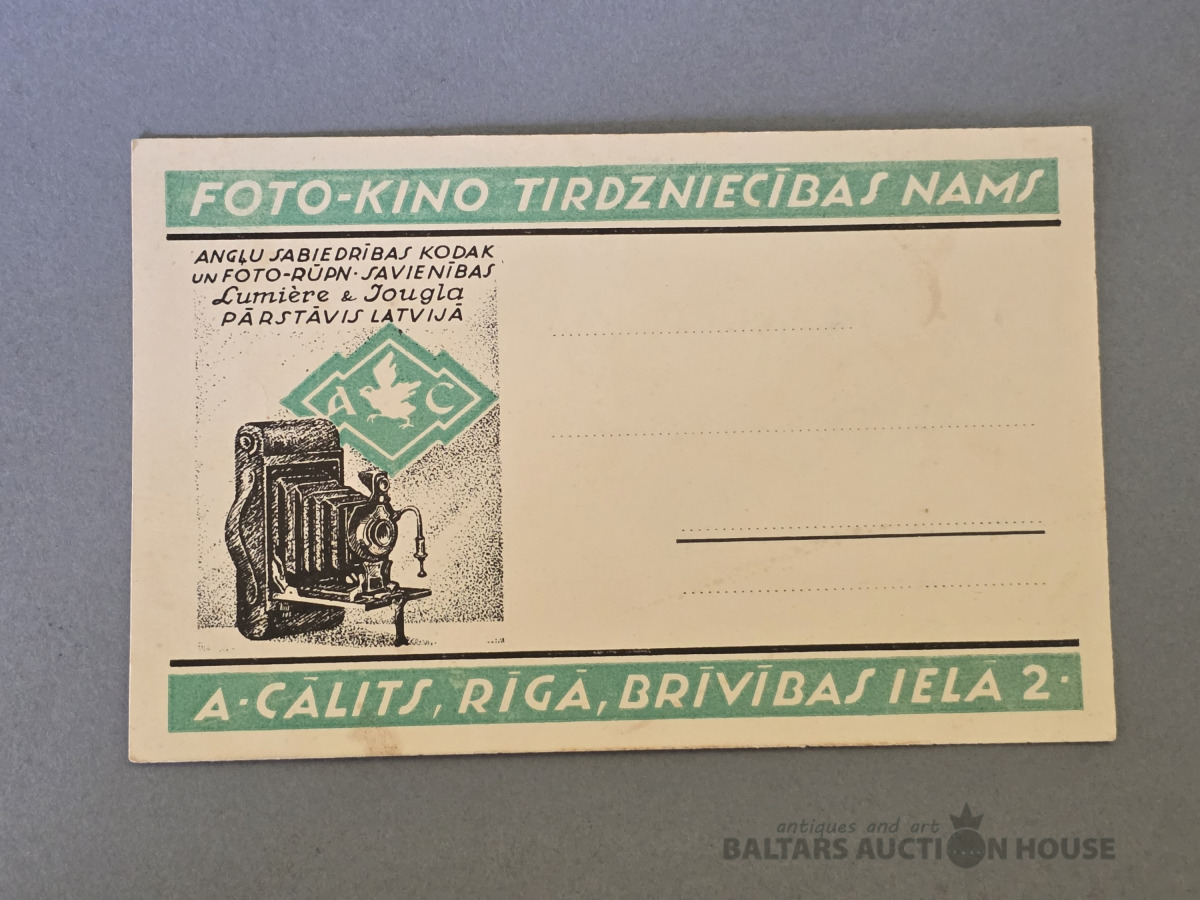 FOTO-KINO TIRDZNIECĪBAS NAMS
ANGĻU SABIEDRĪBAS KODAK
UN FOTO-RŪPN· SAVIENĪBAS
Lumière & Jougla
PĀRSTĀVIS LATVIJĀ
A C
A·CĀLITS, RĪGĀ, BRĪVĪBAS IELĀ 2·
antiques and art
BALTARS AUCTION HOUSE